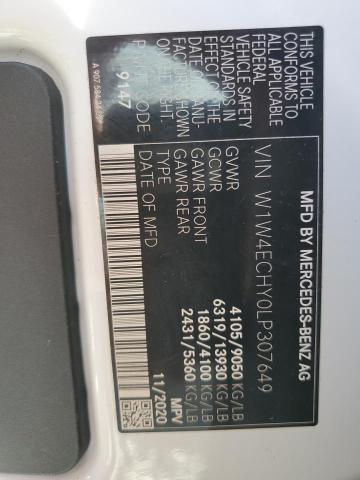 MFD BY MERCEDES-BENZ AG
VIN W1W4ECHY0LP307649
GVWR 4105/9050 KG/LB
GCWR 6319/13930 KG/LB
GAWR FRONT 1860/4100 KG/LB
GAWR REAR 2431/5360 KG/LB
TYPE MPV
DATE OF MFD 11/2020
THIS VEHICLE
CONFORMS TO
ALL APPLICABLE
VEHICLE SAFETY
STANDARDS IN
EFFECT ON THE
DATE OF MANU-
FACTURE SHOWN
ON THE RIGHT.
9147
A 907 584